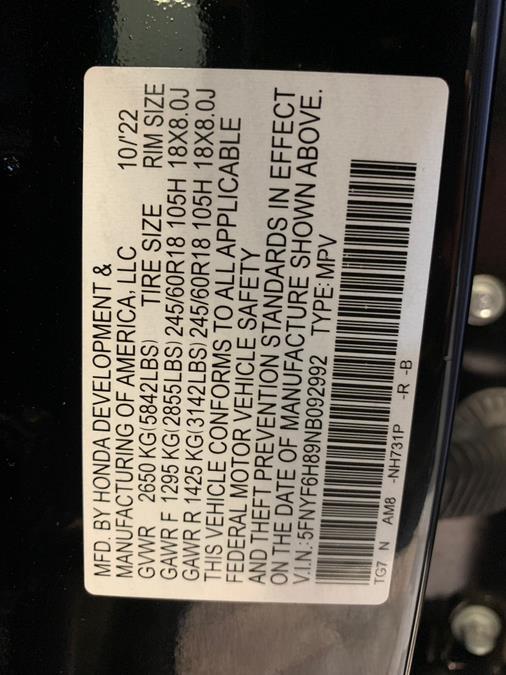 MFD. BY HONDA DEVELOPMENT &
MANUFACTURING OF AMERICA, LLC 10/'22
GVWR 2650 KG(5842LBS) TIRE SIZE RIM SIZE
GAWR F 1295 KG(2855LBS) 245/60R18 105H 18X8.0J
GAWR R 1425 KG(3142LBS) 245/60R18 105H 18X8.0J
THIS VEHICLE CONFORMS TO ALL APPLICABLE
FEDERAL MOTOR VEHICLE SAFETY
AND THEFT PREVENTION STANDARDS IN EFFECT
ON THE DATE OF MANUFACTURE SHOWN ABOVE.
V.I.N.:5FNYF6H89NB092992 TYPE:MPV
TG7 N AM8 -NH731P -R -B